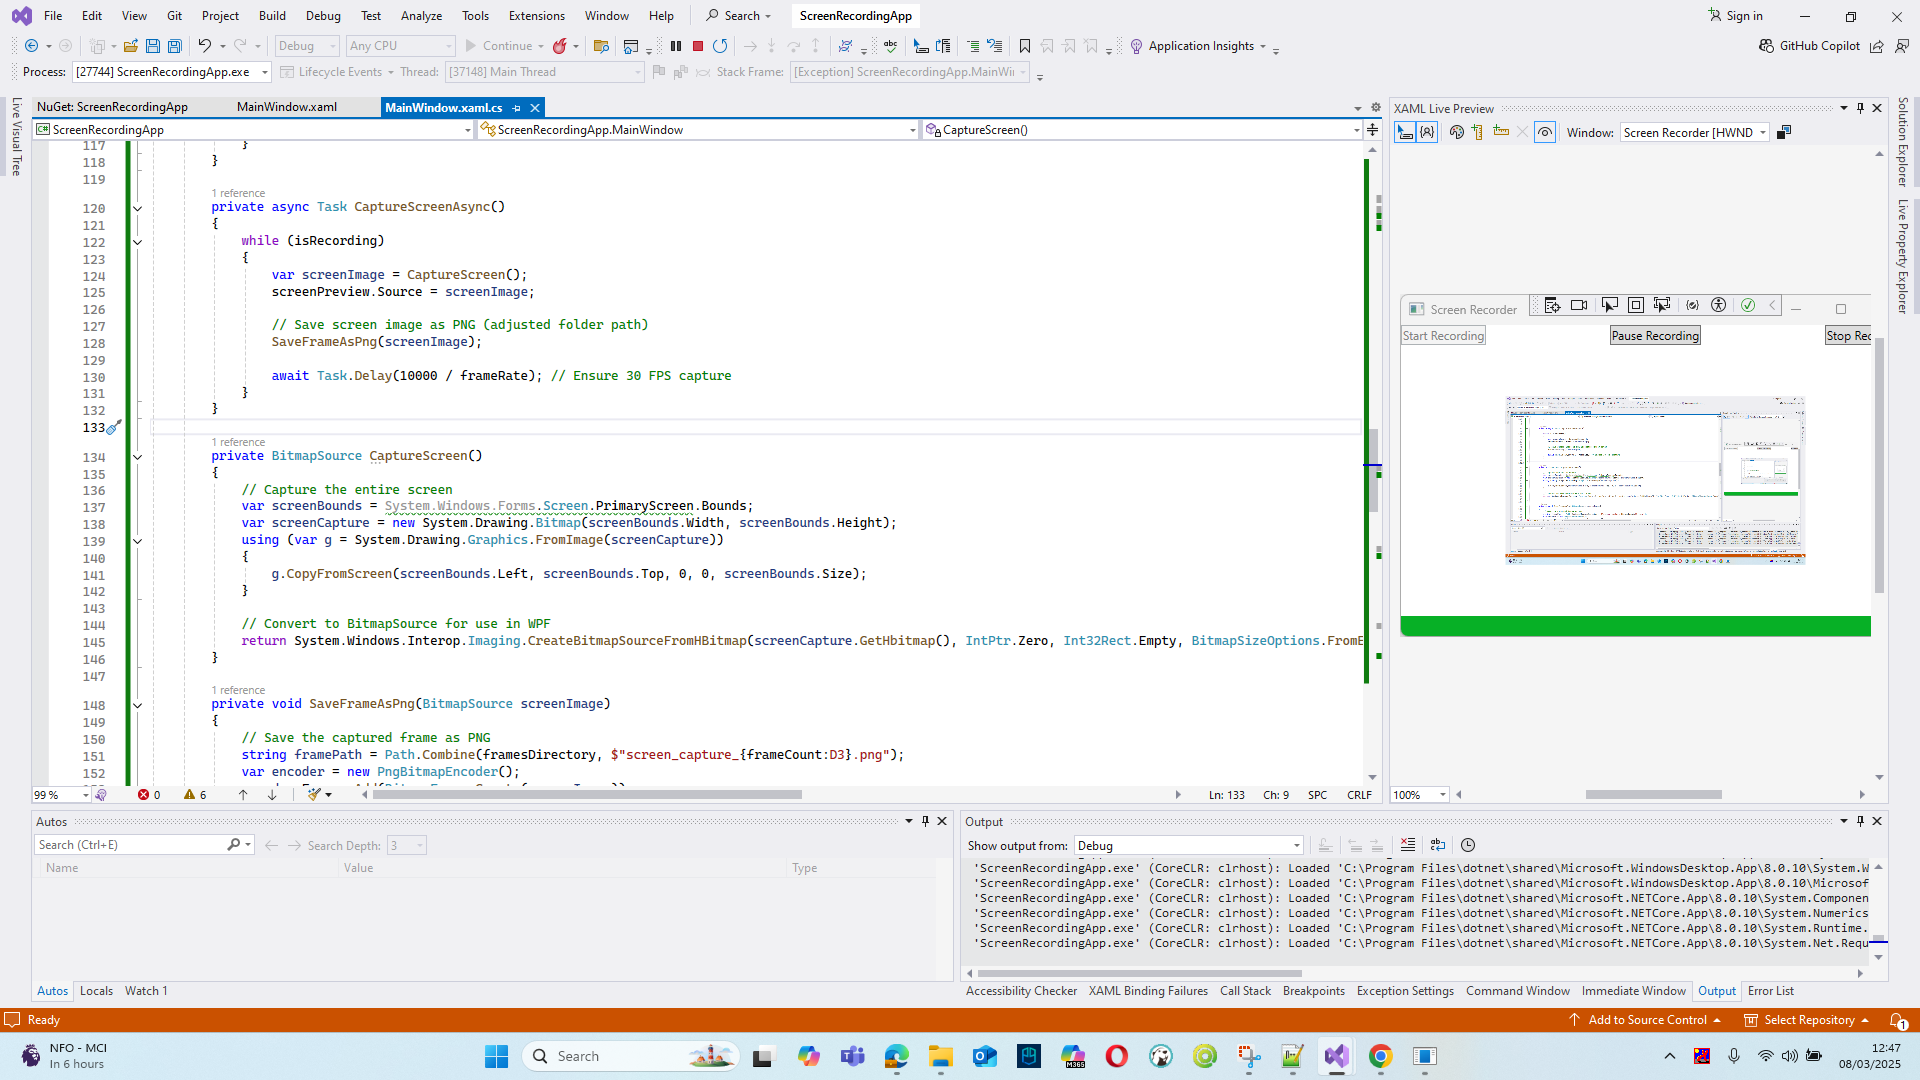 File Edit View Git Project Build Debug Test Analyze Tools Extensions Window Help Search ScreenRecordingApp Sign in
Debug Any CPU Continue Application Insights GitHub Copilot
Process: [27744] ScreenRecordingApp.exe Lifecycle Events Thread: [37148] Main Thread Stack Frame: [Exception] ScreenRecordingApp.MainWi
Live Visual Tree
NuGet: ScreenRecordingApp MainWindow.xaml MainWindow.xaml.cs
ScreenRecordingApp ScreenRecordingApp.MainWindow CaptureScreen()
117 }
118 }
119
1 reference
120 private async Task CaptureScreenAsync()
121 {
122 while (isRecording)
123 {
124 var screenImage = CaptureScreen();
125 screenPreview.Source = screenImage;
126
127 // Save screen image as PNG (adjusted folder path)
128 SaveFrameAsPng(screenImage);
129
130 await Task.Delay(10000 / frameRate); // Ensure 30 FPS capture
131 }
132 }
133
1 reference
134 private BitmapSource CaptureScreen()
135 {
136 // Capture the entire screen
137 var screenBounds = System.Windows.Forms.Screen.PrimaryScreen.Bounds;
138 var screenCapture = new System.Drawing.Bitmap(screenBounds.Width, screenBounds.Height);
139 using (var g = System.Drawing.Graphics.FromImage(screenCapture))
140 {
141 g.CopyFromScreen(screenBounds.Left, screenBounds.Top, 0, 0, screenBounds.Size);
142 }
143
144 // Convert to BitmapSource for use in WPF
145 return System.Windows.Interop.Imaging.CreateBitmapSourceFromHBitmap(screenCapture.GetHbitmap(), IntPtr.Zero, Int32Rect.Empty, BitmapSizeOptions.FromE
146 }
147
1 reference
148 private void SaveFrameAsPng(BitmapSource screenImage)
149 {
150 // Save the captured frame as PNG
151 string framePath = Path.Combine(framesDirectory, $"screen_capture_{frameCount:D3}.png");
152 var encoder = new PngBitmapEncoder();
99 % 0 6 Ln: 133 Ch: 9 SPC CRLF
XAML Live Preview
Window: Screen Recorder [HWND
Screen Recorder
Start Recording Pause Recording Stop Rec
100%
Solution Explorer
Live Property Explorer
Autos
Search (Ctrl+E) Search Depth: 3
Name Value Type
Autos Locals Watch 1
Output
Show output from: Debug
'ScreenRecordingApp.exe' (CoreCLR: clrhost): Loaded 'C:\Program Files\dotnet\shared\Microsoft.WindowsDesktop.App\8.0.10\System.W
'ScreenRecordingApp.exe' (CoreCLR: clrhost): Loaded 'C:\Program Files\dotnet\shared\Microsoft.WindowsDesktop.App\8.0.10\Microsof
'ScreenRecordingApp.exe' (CoreCLR: clrhost): Loaded 'C:\Program Files\dotnet\shared\Microsoft.NETCore.App\8.0.10\System.Componen
'ScreenRecordingApp.exe' (CoreCLR: clrhost): Loaded 'C:\Program Files\dotnet\shared\Microsoft.NETCore.App\8.0.10\System.Numerics
'ScreenRecordingApp.exe' (CoreCLR: clrhost): Loaded 'C:\Program Files\dotnet\shared\Microsoft.NETCore.App\8.0.10\System.Runtime.
'ScreenRecordingApp.exe' (CoreCLR: clrhost): Loaded 'C:\Program Files\dotnet\shared\Microsoft.NETCore.App\8.0.10\System.Net.Requ
Accessibility Checker XAML Binding Failures Call Stack Breakpoints Exception Settings Command Window Immediate Window Output Error List
Ready Add to Source Control Select Repository 1
NFO - MCI
In 6 hours
Search
M365
12:47
08/03/2025